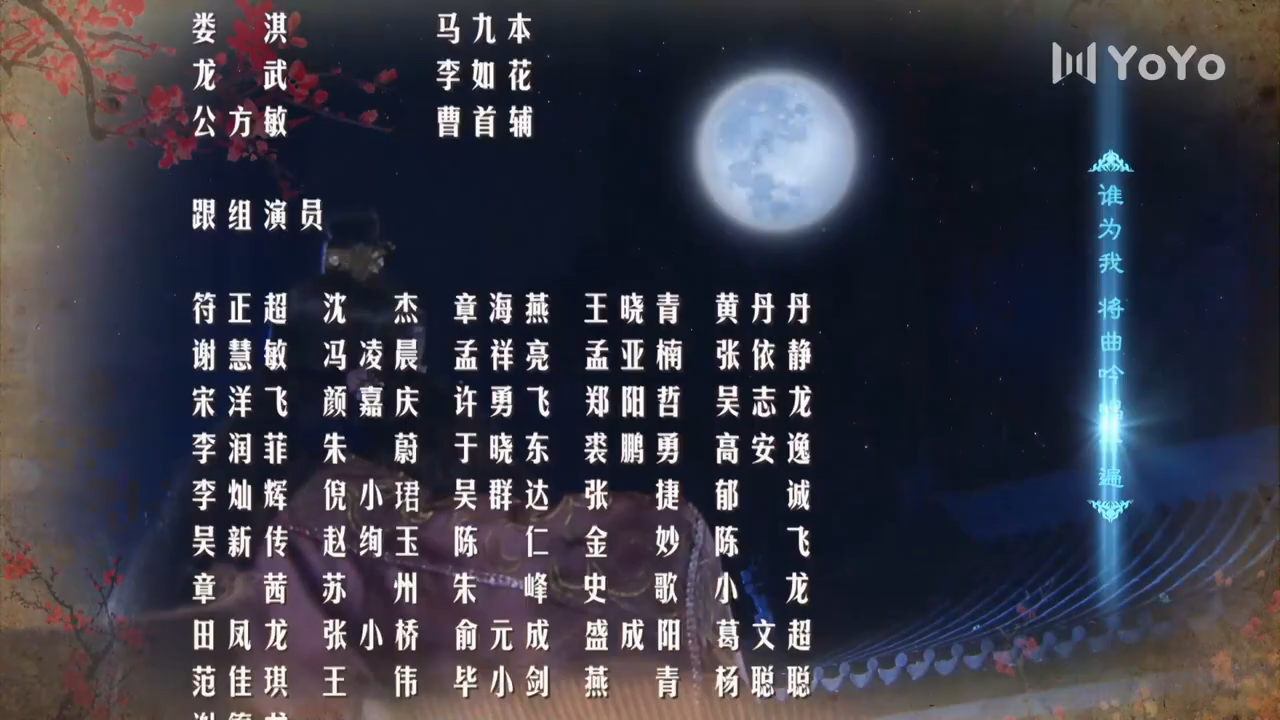 娄淇 马九本
龙武 李如花
公方敏 曹首辅
跟组演员
符正超 沈杰 章海燕 王晓青 黄丹丹
谢慧敏 冯凌晨 孟祥亮 孟亚楠 张依静
宋洋飞 颜嘉庆 许勇飞 郑阳哲 吴志龙
李润菲 朱蔚 于晓东 裘鹏勇 高安逸
李灿辉 倪小珺 吴群达 张捷 郁诚
吴新传 赵绚玉 陈仁 金妙 陈飞
章茜 苏州 朱峰 史歌 小龙
田凤龙 张小桥 俞元成 盛成阳 葛文超
范佳琪 王伟 毕小剑 燕青 杨聪聪
YoYo
谁为我 将曲吟唱 遍